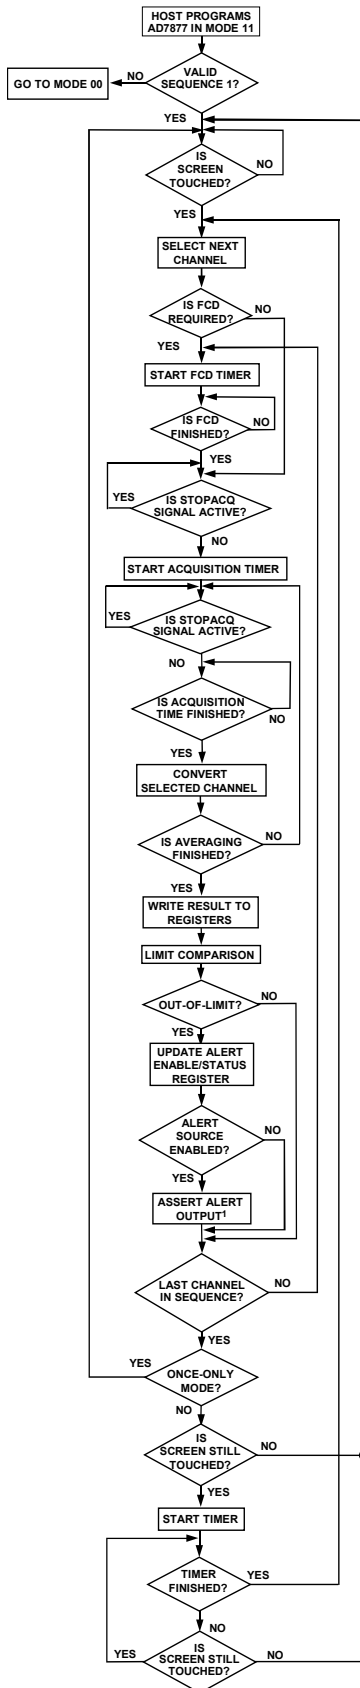 HOST PROGRAMS
AD7877 IN MODE 11
VALID
SEQUENCE 1?
NO
GO TO MODE 00
YES
IS
SCREEN
TOUCHED?
NO
YES
SELECT NEXT
CHANNEL
IS FCD
REQUIRED?
NO
YES
START FCD TIMER
IS FCD
FINISHED?
NO
YES
IS STOPACQ
SIGNAL ACTIVE?
YES
NO
START ACQUISITION TIMER
IS STOPACQ
SIGNAL ACTIVE?
YES
NO
IS ACQUISITION
TIME FINISHED?
NO
YES
CONVERT
SELECTED CHANNEL
IS AVERAGING
FINISHED?
NO
YES
WRITE RESULT TO
REGISTERS
LIMIT COMPARISON
OUT-OF-LIMIT?
NO
YES
UPDATE ALERT
ENABLE/STATUS
REGISTER
ALERT
SOURCE
ENABLED?
NO
YES
ASSERT ALERT
OUTPUT¹
LAST CHANNEL
IN SEQUENCE?
NO
YES
YES
ONCE-ONLY
MODE?
NO
IS
SCREEN STILL
TOUCHED?
NO
YES
START TIMER
TIMER
FINISHED?
YES
NO
IS
SCREEN STILL
TOUCHED?
YES
NO